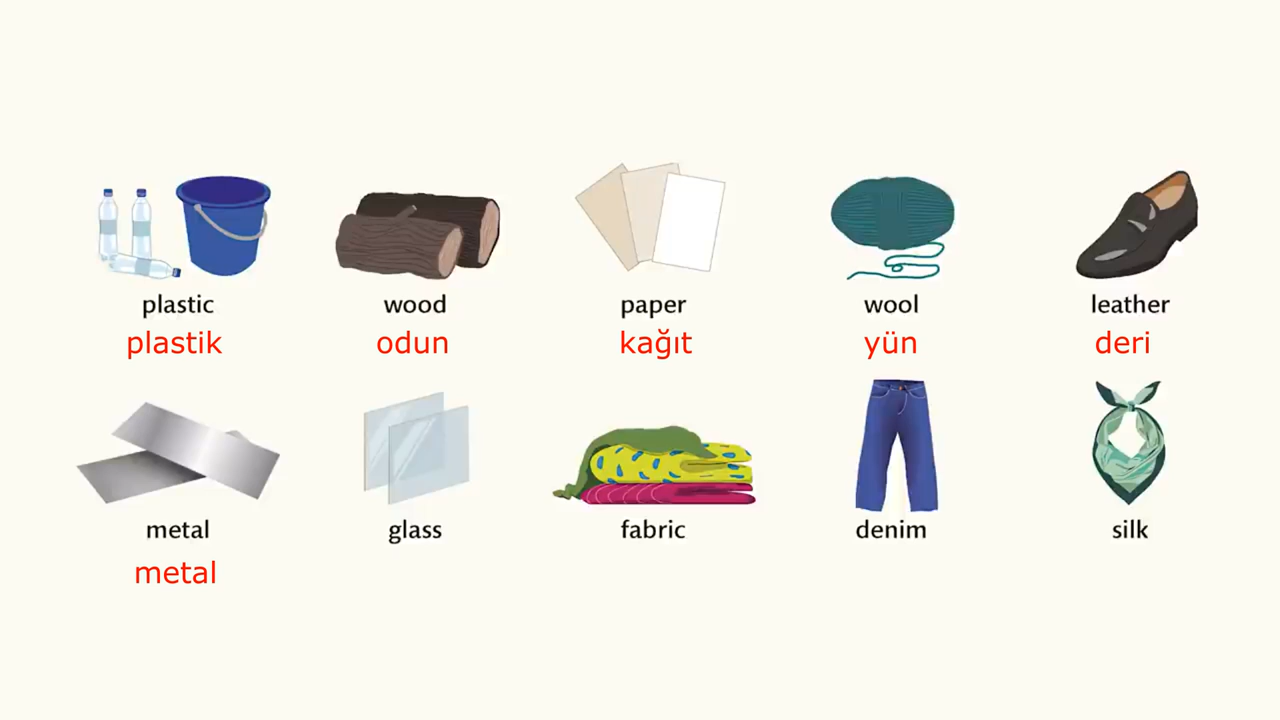 plastic
plastik
wood
odun
paper
kağıt
wool
yün
leather
deri
metal
metal
glass
fabric
denim
silk